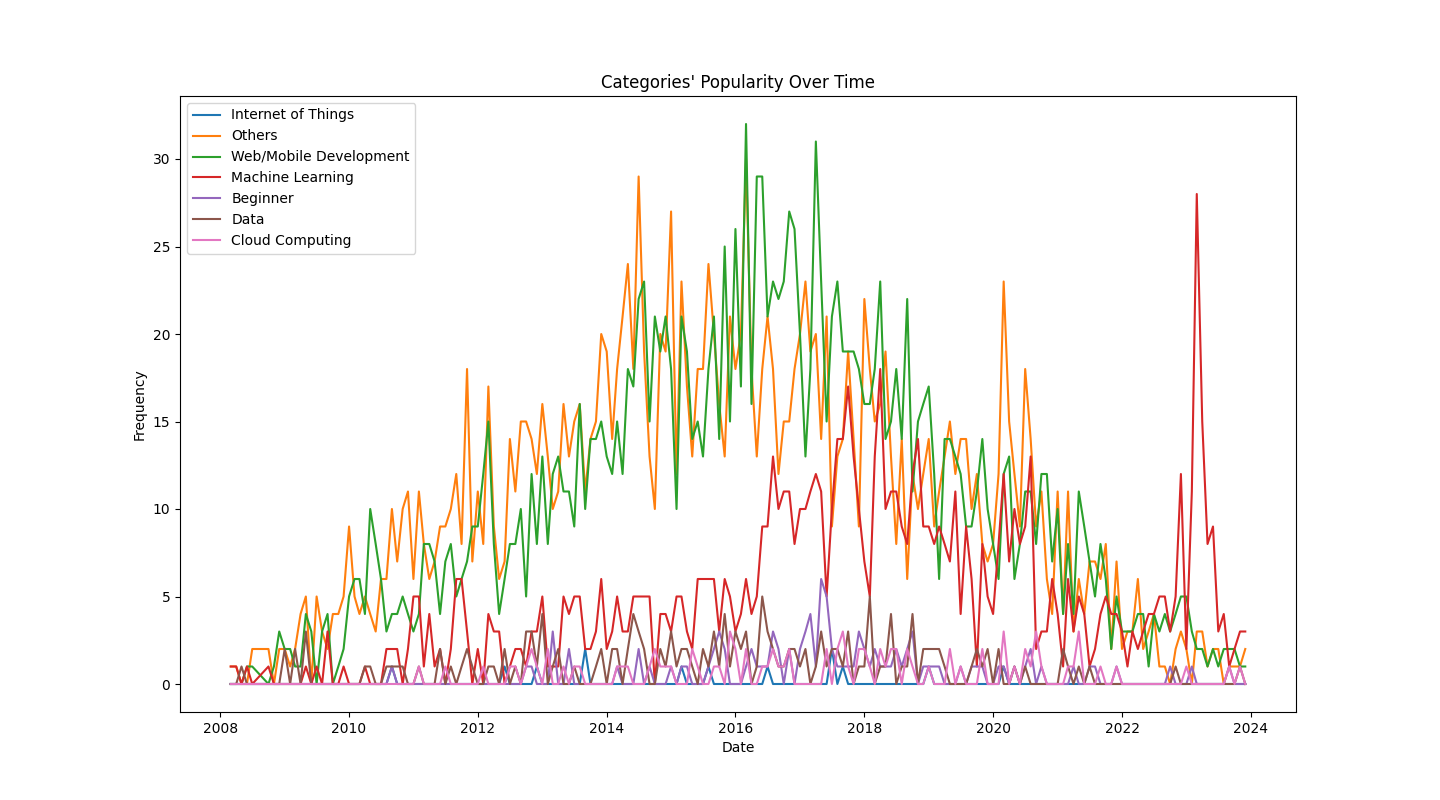 Categories' Popularity Over Time
Internet of Things
Others
Web/Mobile Development
Machine Learning
Beginner
Data
Cloud Computing
Frequency
30
25
20
15
10
5
0
2008 2010 2012 2014 2016 2018 2020 2022 2024
Date